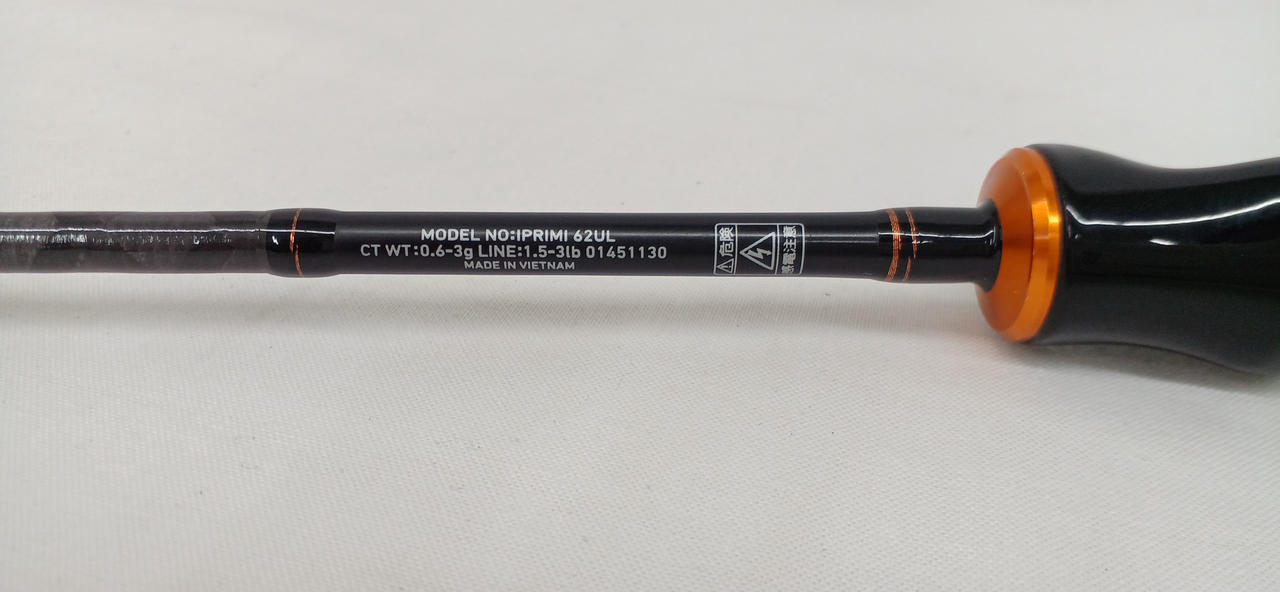 MODEL NO:IPRIMI 62UL
CT WT:0.6-3g LINE:1.5-3lb 01451130
MADE IN VIETNAM
危険
感電注意